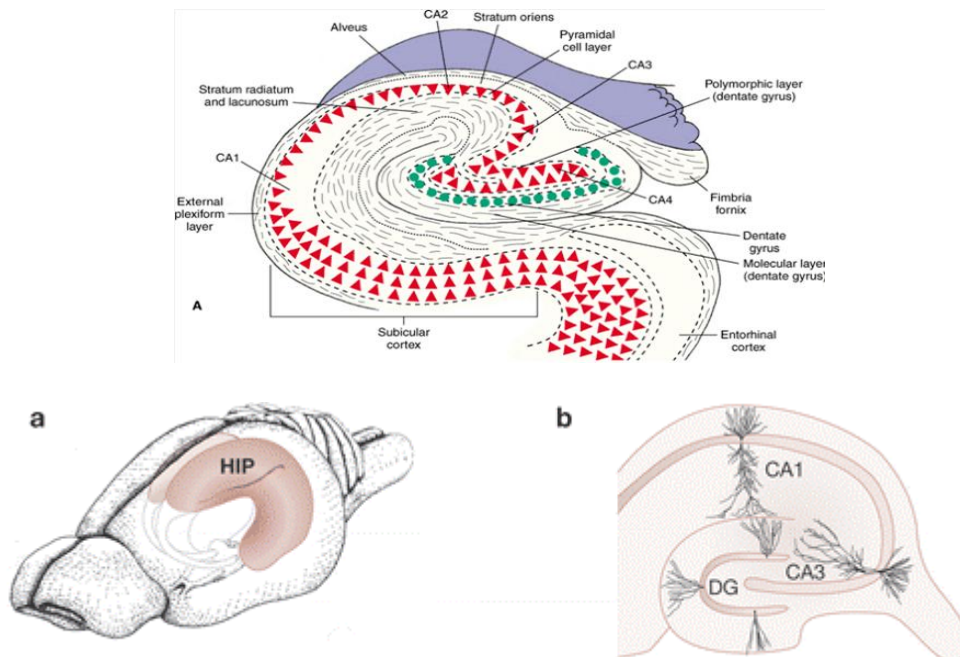 CA2
Stratum oriens
Alveus
Pyramidal
cell layer
CA3
Stratum radiatum
and lacunosum
Polymorphic layer
(dentate gyrus)
CA1
External
plexiform
layer
CA4
Fimbria
fornix
Dentate
gyrus
Molecular layer
(dentate gyrus)
A
Subicular
cortex
Entorhinal
cortex
a
HIP
b
CA1
DG
CA3